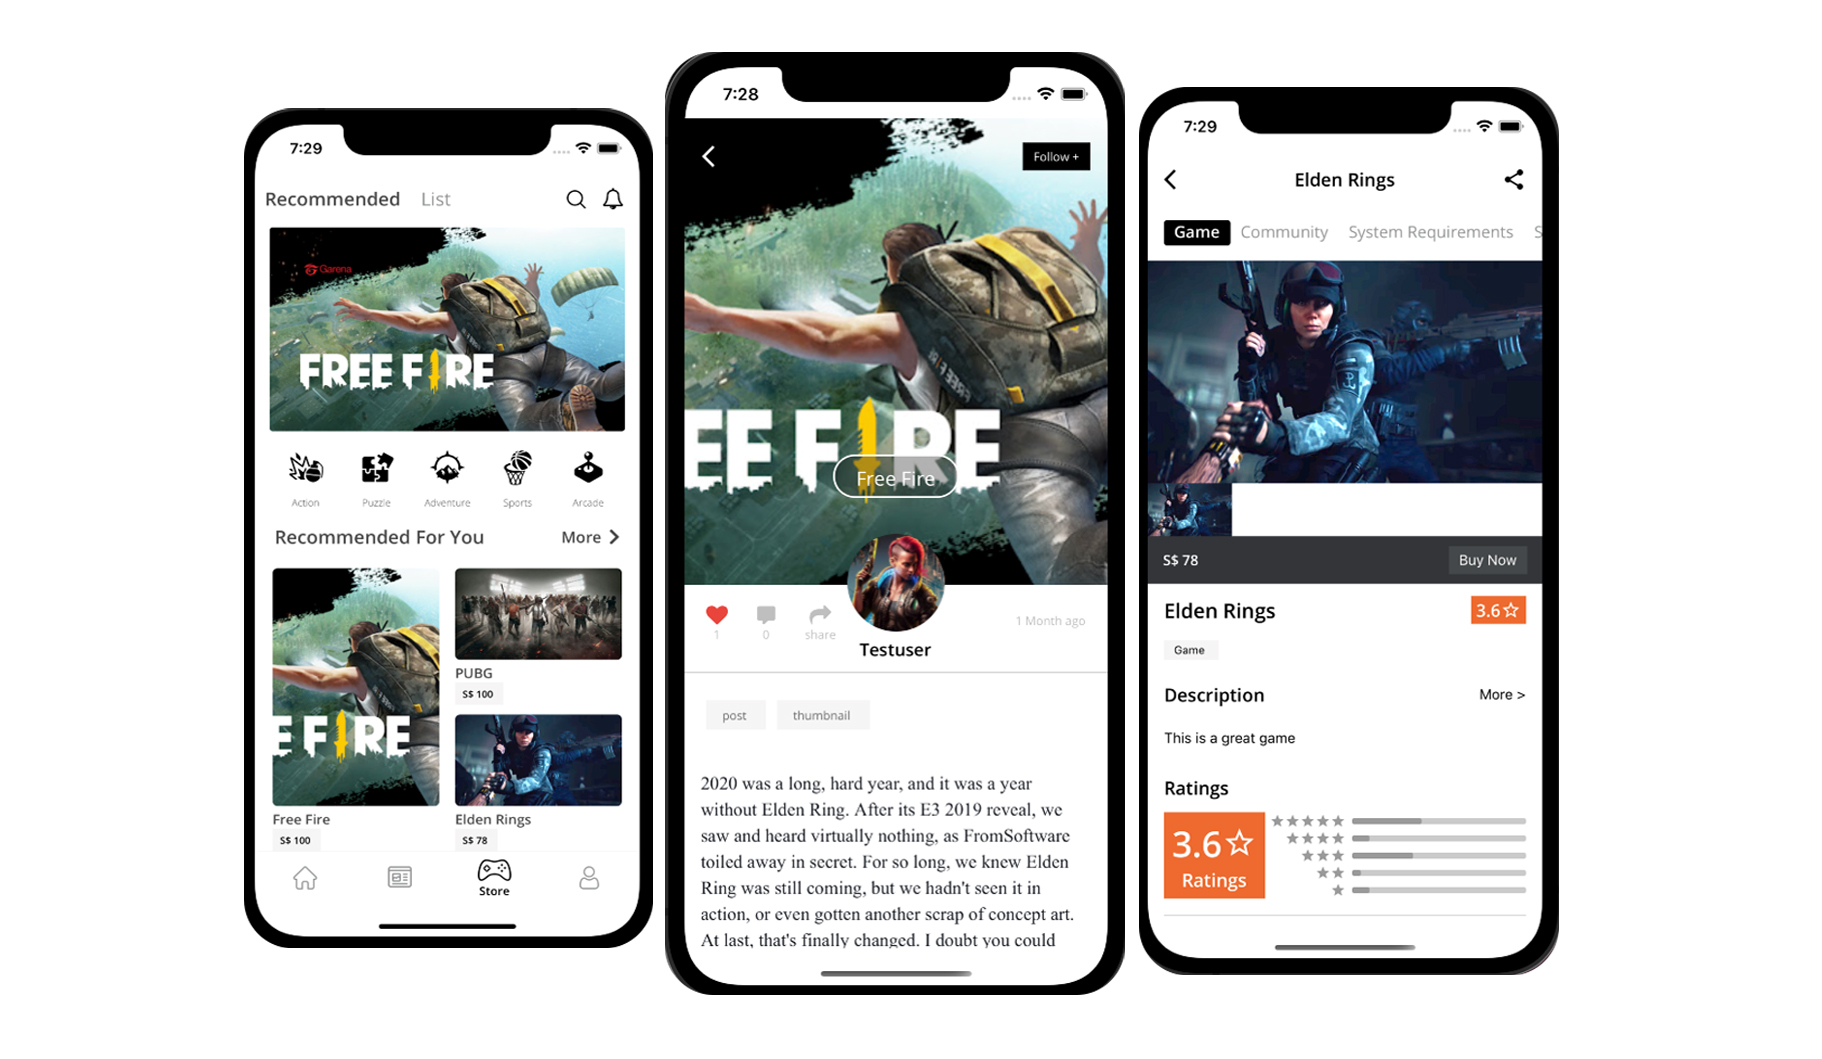 7:29
Recommended List
Garena
FREE FIRE
Action Puzzle Adventure Sports Arcade
Recommended For You More
EE FIRE
PUBG
S$ 100
Free Fire
S$ 100
Elden Rings
S$ 78
Store
7:28
Follow +
FREE FIRE
EE FIRE
Free Fire
1 0 share
1 Month ago
Testuser
post thumbnail
2020 was a long, hard year, and it was a year
without Elden Ring. After its E3 2019 reveal, we
saw and heard virtually nothing, as FromSoftware
toiled away in secret. For so long, we knew Elden
Ring was still coming, but we hadn't seen it in
action, or even gotten another scrap of concept art.
At last, that's finally changed. I doubt you could
7:29
Elden Rings
Game Community System Requirements S
S$ 78 Buy Now
Elden Rings 3.6
Game
Description More >
This is a great game
Ratings
3.6
Ratings